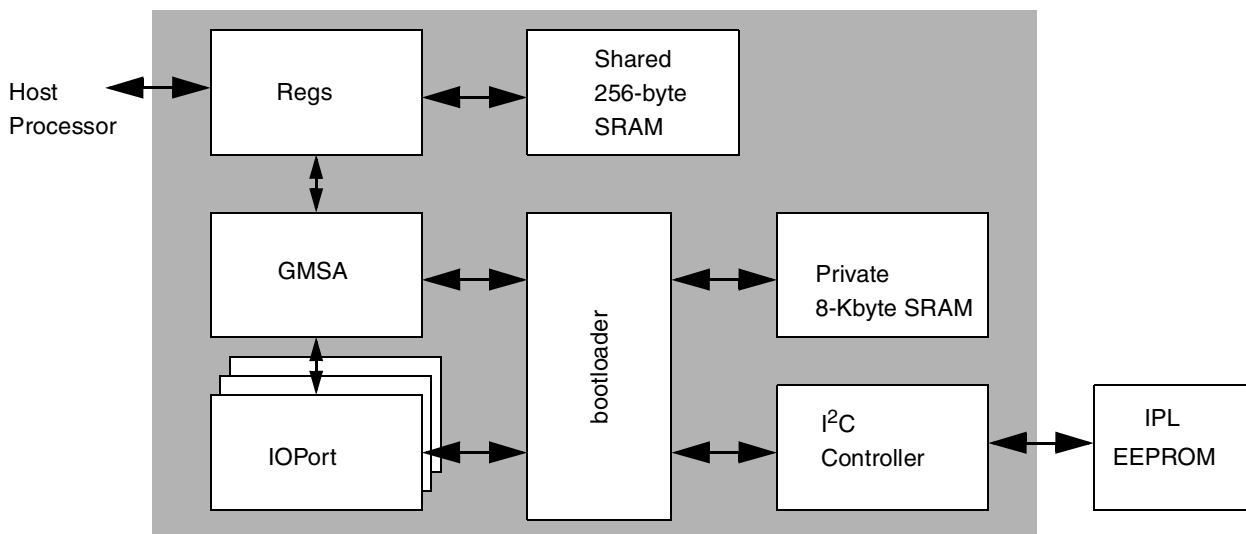 Host
Processor
Regs
Shared
256-byte
SRAM
GMSA
bootloader
Private
8-Kbyte SRAM
IOPort
I²C
Controller
IPL
EEPROM